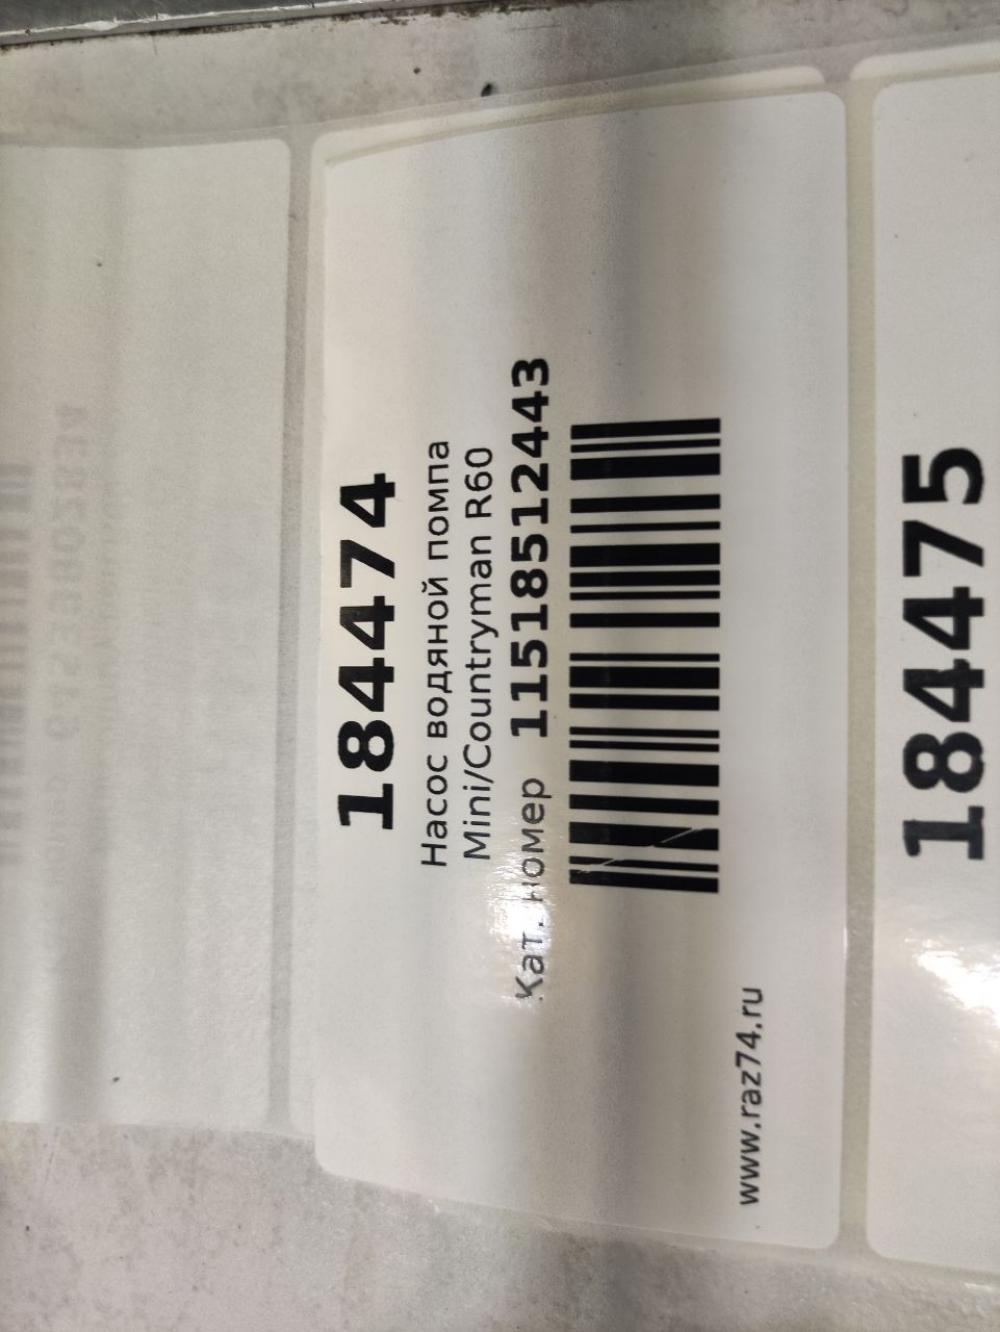 184474
Насос водяной помпа
Mini/Countryman R60
Кат. номер 11518512443
www.raz74.ru
184475